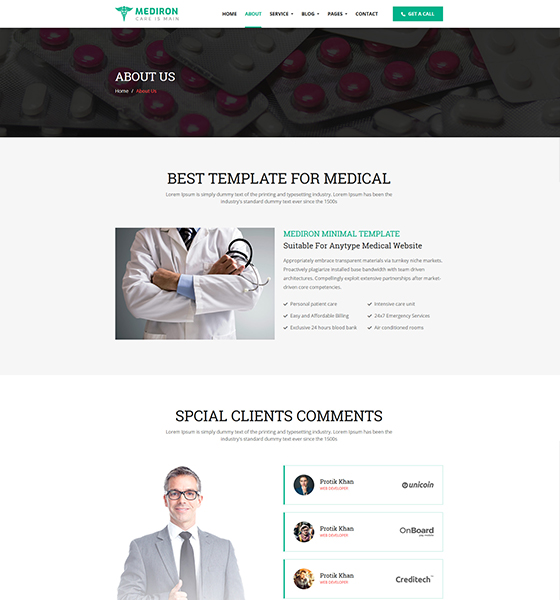 MEDIRON
CARE IS MAIN
HOME ABOUT SERVICE BLOG PAGES CONTACT GET A CALL
ABOUT US
Home / About Us
BEST TEMPLATE FOR MEDICAL
Lorem Ipsum is simply dummy text of the printing and typesetting industry. Lorem Ipsum has been the
industry's standard dummy text ever since the 1500s
MEDIRON MINIMAL TEMPLATE
Suitable For Anytype Medical Website
Appropriately embrace transparent materials via turnkey niche markets.
Proactively plagiarize installed base bandwidth with team driven
architectures. Compellingly exploit extensive partnerships after market-
driven core competencies.
Personal patient care
Intensive care unit
Easy and Affordable Billing
24x7 Emergency Services
Exclusive 24 hours blood bank
Air conditioned rooms
SPCIAL CLIENTS COMMENTS
Lorem Ipsum is simply dummy text of the printing and typesetting industry. Lorem Ipsum has been the
industry's standard dummy text ever since the 1500s
Protik Khan
WEB DEVELOPER
unicoin
Protik Khan
WEB DEVELOPER
OnBoard
app mobile
Protik Khan
WEB DEVELOPER
Creditech